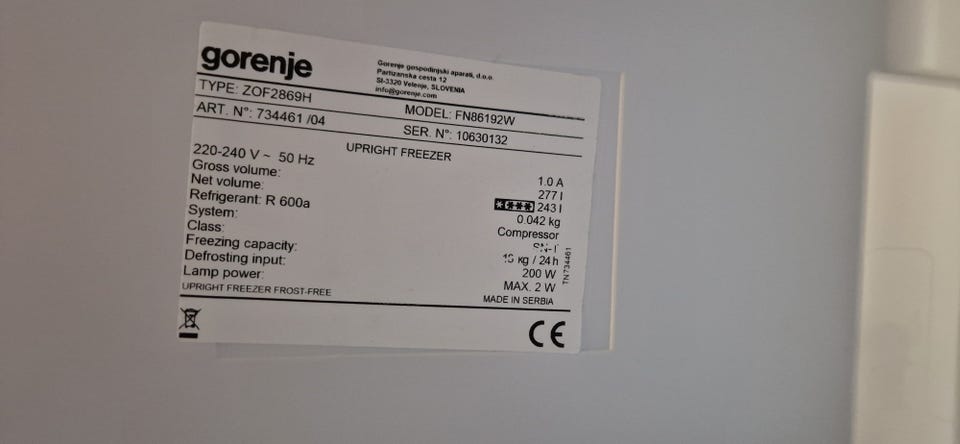 gorenje
Gorenje gospodinjski aparati, d.o.o.
Partizanska cesta 12
SI-3320 Velenje, SLOVENIA
info@gorenje.com
TYPE: ZOF2869H MODEL: FN86192W
ART. N°: 734461 /04 SER. N°: 10630132
UPRIGHT FREEZER
220-240 V ~ 50 Hz 1.0 A
Gross volume: 277 l
Net volume: 243 l
Refrigerant: R 600a 0.042 kg
System: Compressor
Class:
Freezing capacity: kg / 24h
Defrosting input: 200 W
Lamp power: MAX. 2 W
UPRIGHT FREEZER FROST-FREE MADE IN SERBIA
TN734461
CE